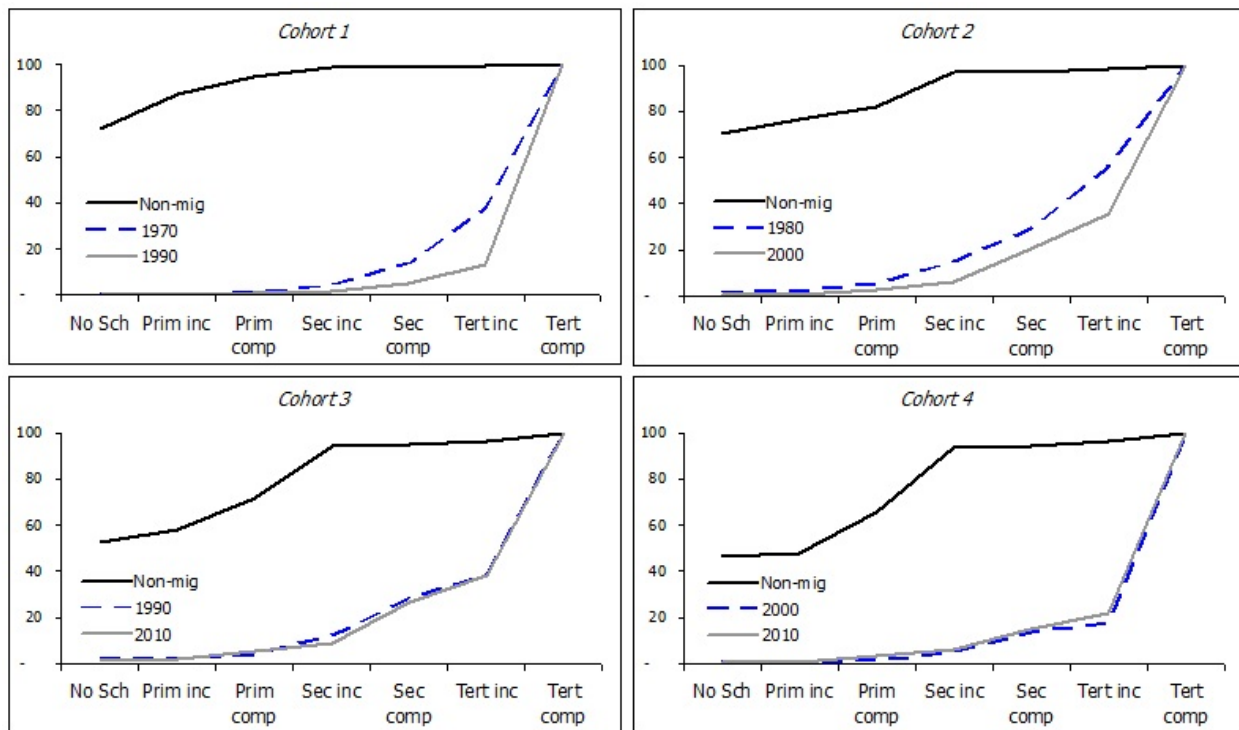 Cohort 1
100
80
60
40
20
-
Non-mig
1970
1990
No Sch Prim inc Prim comp Sec inc Sec comp Tert inc Tert comp
Cohort 2
100
80
60
40
20
-
Non-mig
1980
2000
No Sch Prim inc Prim comp Sec inc Sec comp Tert inc Tert comp
Cohort 3
100
80
60
40
20
-
Non-mig
1990
2010
No Sch Prim inc Prim comp Sec inc Sec comp Tert inc Tert comp
Cohort 4
100
80
60
40
20
-
Non-mig
2000
2010
No Sch Prim inc Prim comp Sec inc Sec comp Tert inc Tert comp